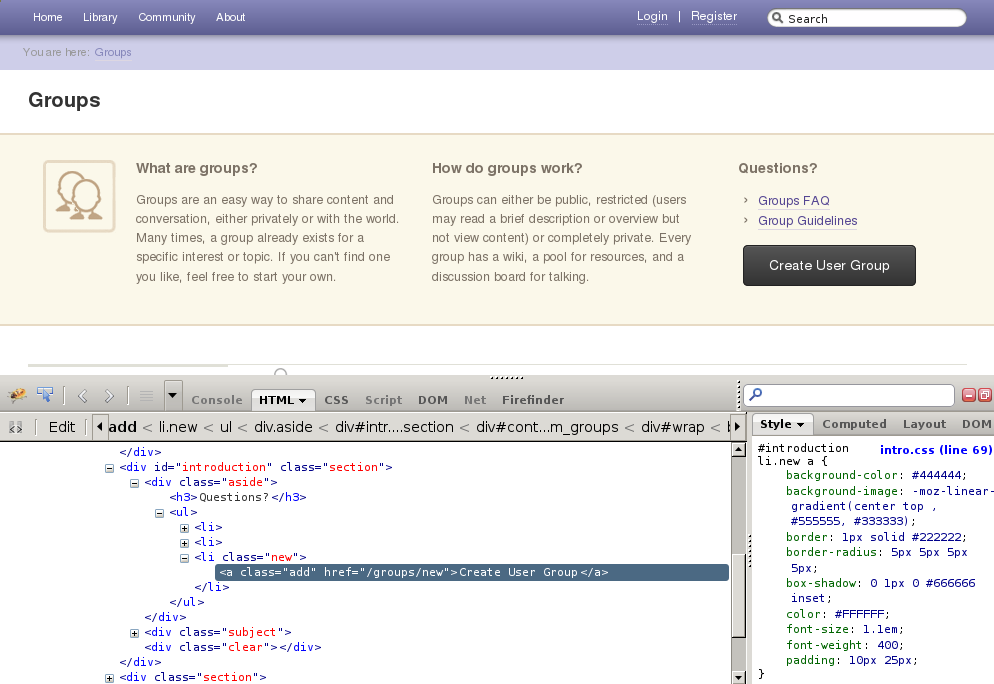 Home Library Community About Login | Register Search
You are here: Groups
Groups
What are groups?
Groups are an easy way to share content and
conversation, either privately or with the world.
Many times, a group already exists for a
specific interest or topic. If you can't find one
you like, feel free to start your own.
How do groups work?
Groups can either be public, restricted (users
may read a brief description or overview but
not view content) or completely private. Every
group has a wiki, a pool for resources, and a
discussion board for talking.
Questions?
› Groups FAQ
› Group Guidelines
Create User Group
Console HTML CSS Script DOM Net Firefinder
Edit add < li.new < ul < div.aside < div#intr....section < div#cont...m_groups < div#wrap <
</div>
<div id="introduction" class="section">
<div class="aside">
<h3>Questions?</h3>
<ul>
<li>
<li>
<li class="new">
<a class="add" href="/groups/new">Create User Group</a>
</li>
</ul>
</div>
<div class="subject">
<div class="clear"></div>
</div>
<div class="section">
Style Computed Layout DOM
#introduction intro.css (line 69)
li.new a {
background-color: #444444;
background-image: -moz-linear-
gradient(center top ,
#555555, #333333);
border: 1px solid #222222;
border-radius: 5px 5px 5px
5px;
box-shadow: 0 1px 0 #666666
inset;
color: #FFFFFF;
font-size: 1.1em;
font-weight: 400;
padding: 10px 25px;
}